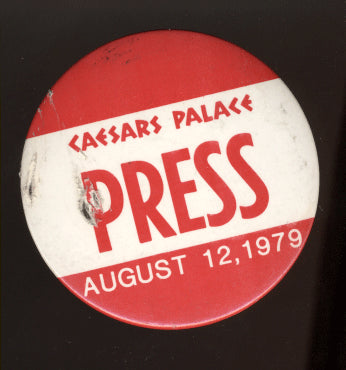 CAESARS PALACE
PRESS
AUGUST 12,1979